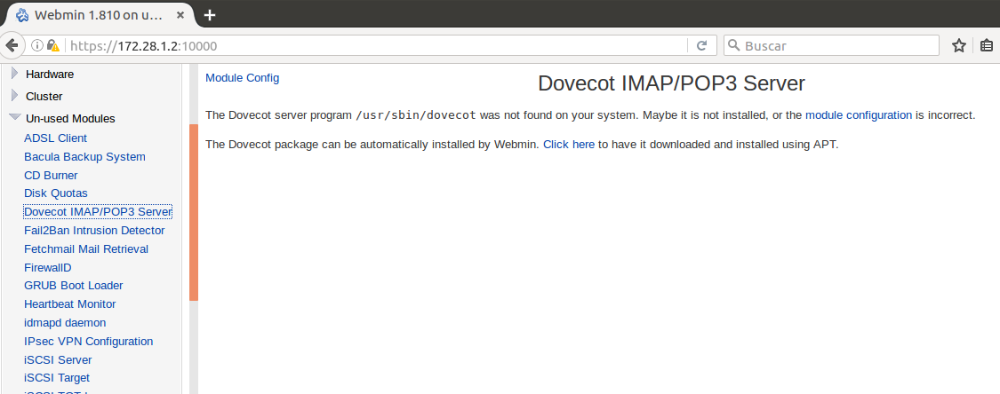 Webmin 1.810 on u...
https://172.28.1.2:10000
Buscar
Hardware
Cluster
Un-used Modules
ADSL Client
Bacula Backup System
CD Burner
Disk Quotas
Dovecot IMAP/POP3 Server
Fail2Ban Intrusion Detector
Fetchmail Mail Retrieval
FirewallD
GRUB Boot Loader
Heartbeat Monitor
idmapd daemon
IPsec VPN Configuration
iSCSI Server
iSCSI Target
Module Config
Dovecot IMAP/POP3 Server
The Dovecot server program /usr/sbin/dovecot was not found on your system. Maybe it is not installed, or the module configuration is incorrect.
The Dovecot package can be automatically installed by Webmin. Click here to have it downloaded and installed using APT.